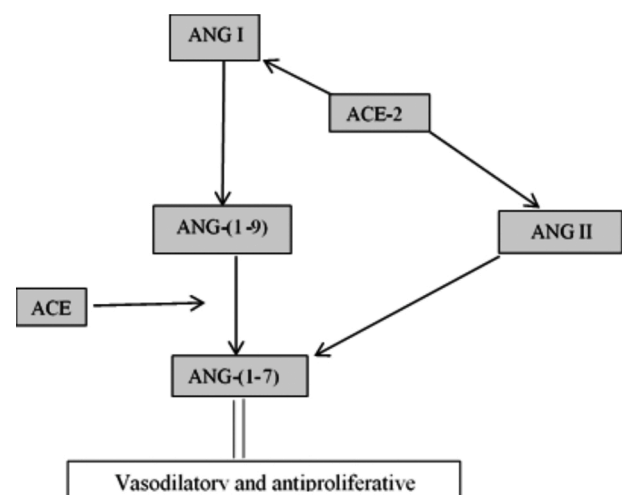 ANG I
ACE-2
ANG-(1-9)
ANG II
ACE
ANG-(1-7)
Vasodilatory and antiproliferative